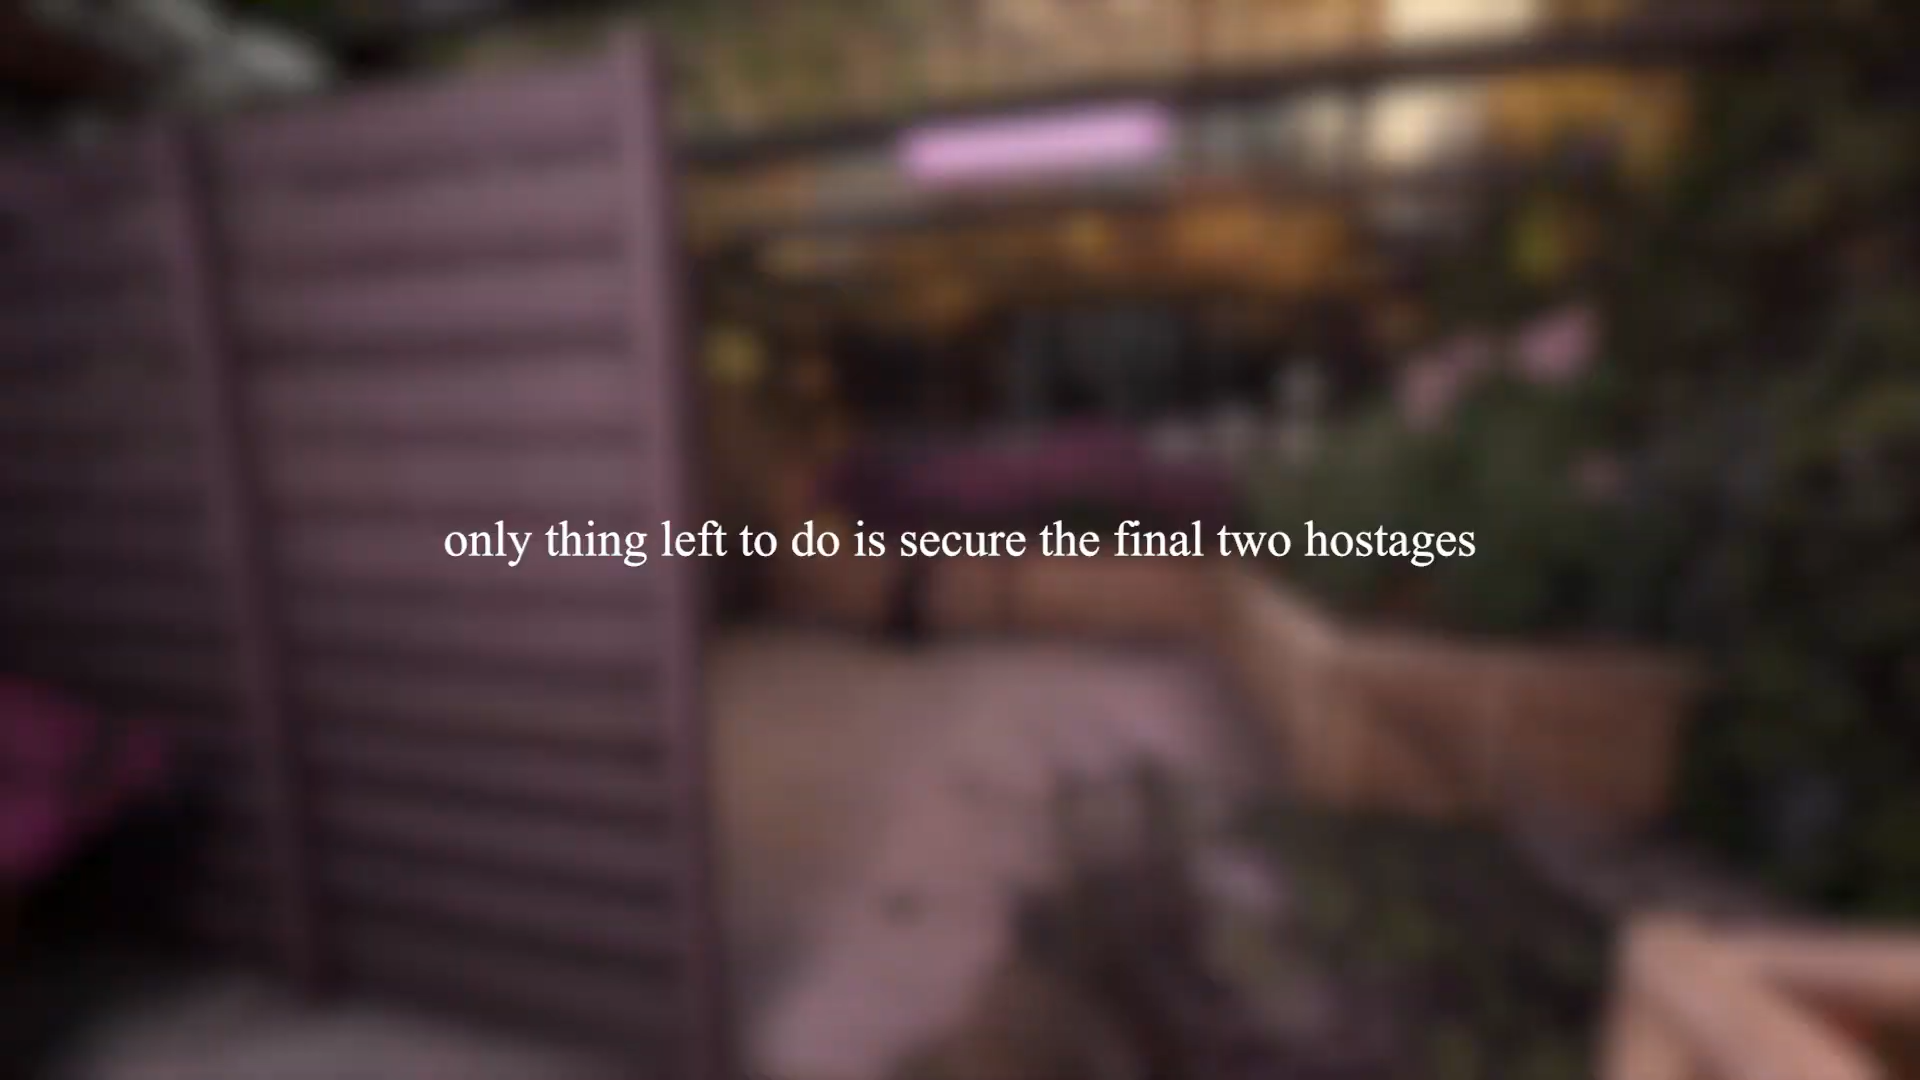 only thing left to do is secure the final two hostages